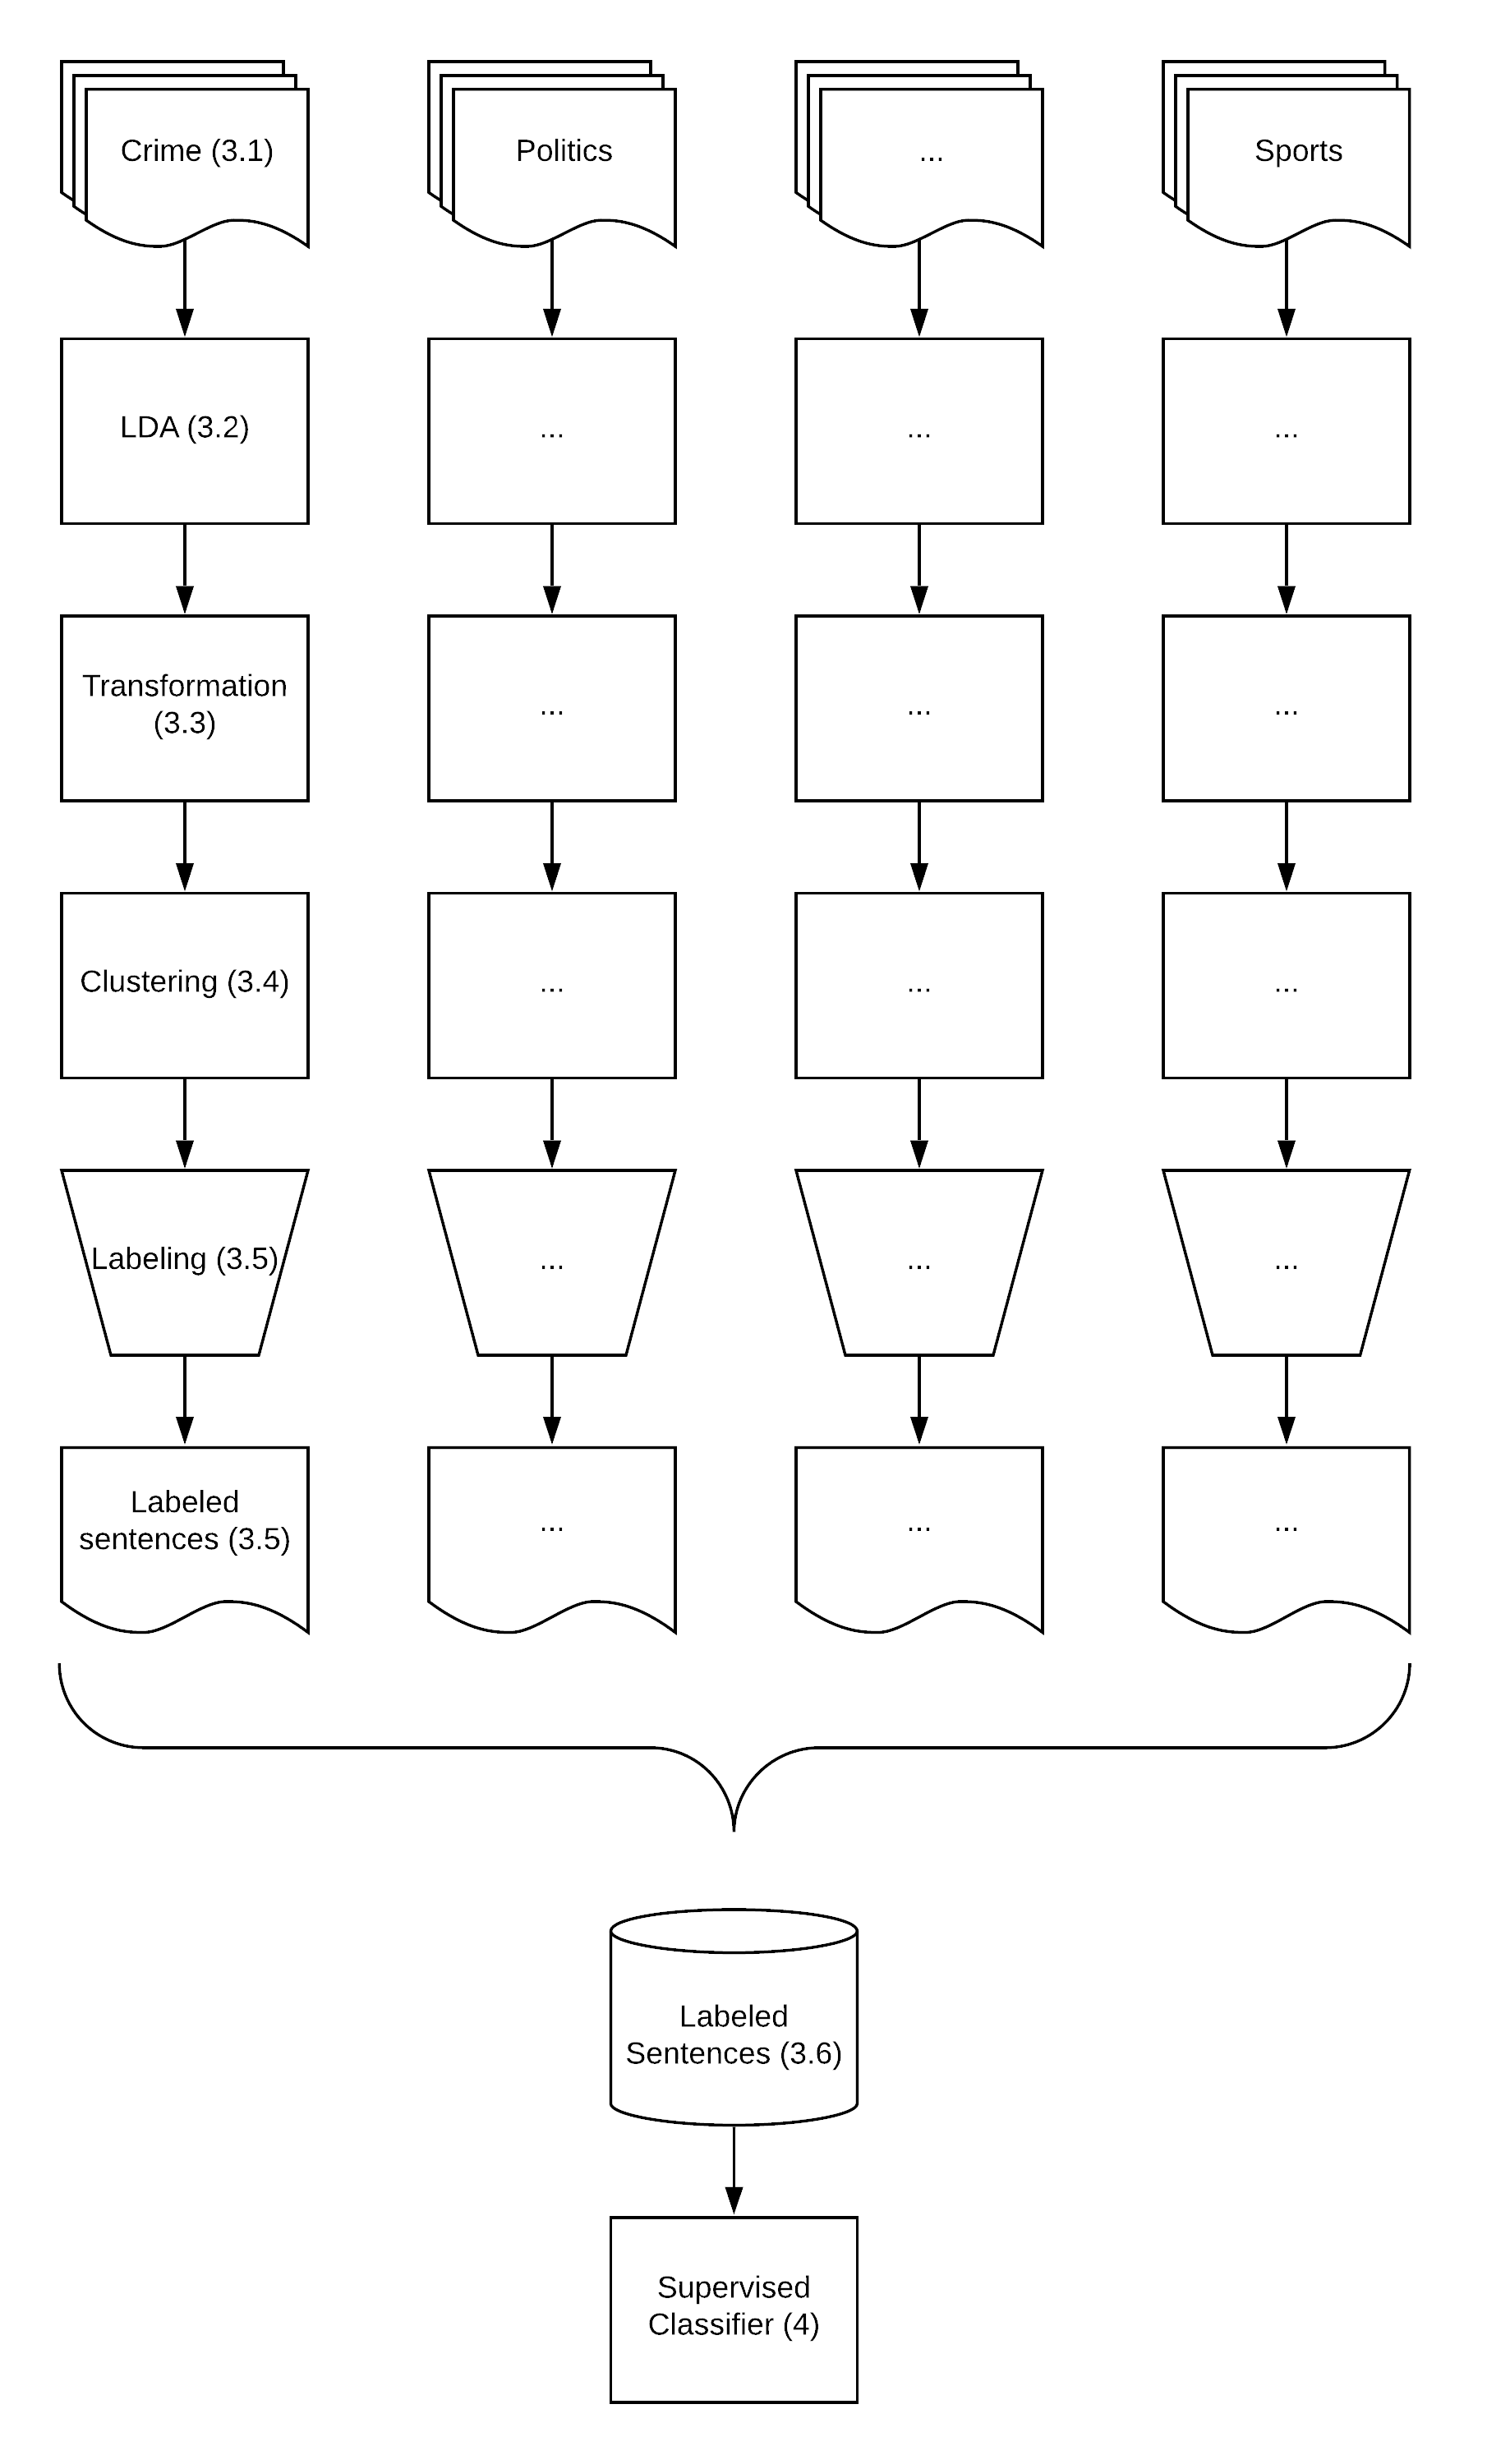 Crime (3.1)
Politics
...
Sports
LDA (3.2)
...
...
...
Transformation
(3.3)
...
...
...
Clustering (3.4)
...
...
...
Labeling (3.5)
...
...
...
Labeled
sentences (3.5)
...
...
...
Labeled
Sentences (3.6)
Supervised
Classifier (4)